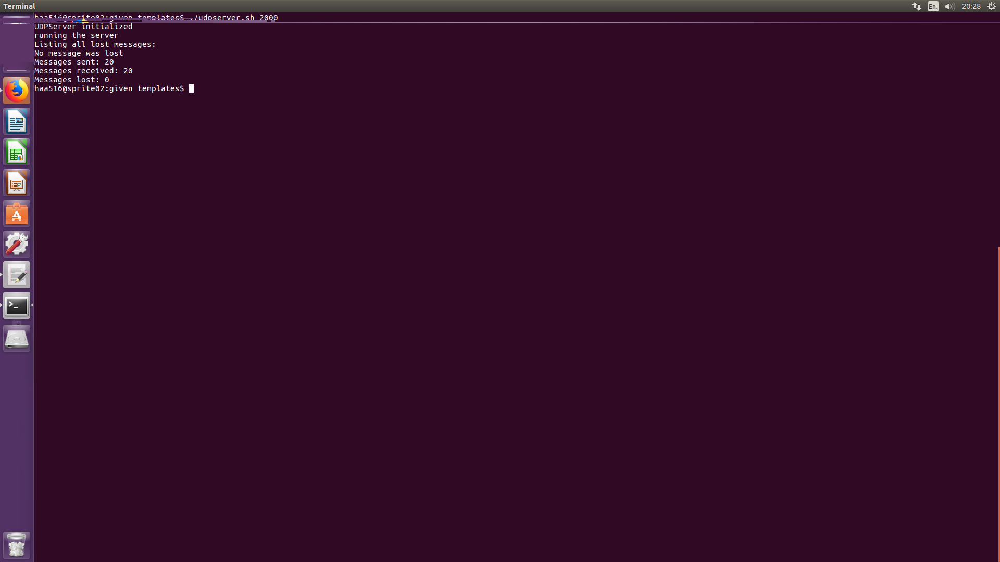 Terminal
En1
20:28
haa516@sprite02:given templates$ ./udpserver.sh 2000
UDPServer initialized
running the server
Listing all lost messages:
No message was lost
Messages sent: 20
Messages received: 20
Messages lost: 0
haa516@sprite02:given templates$